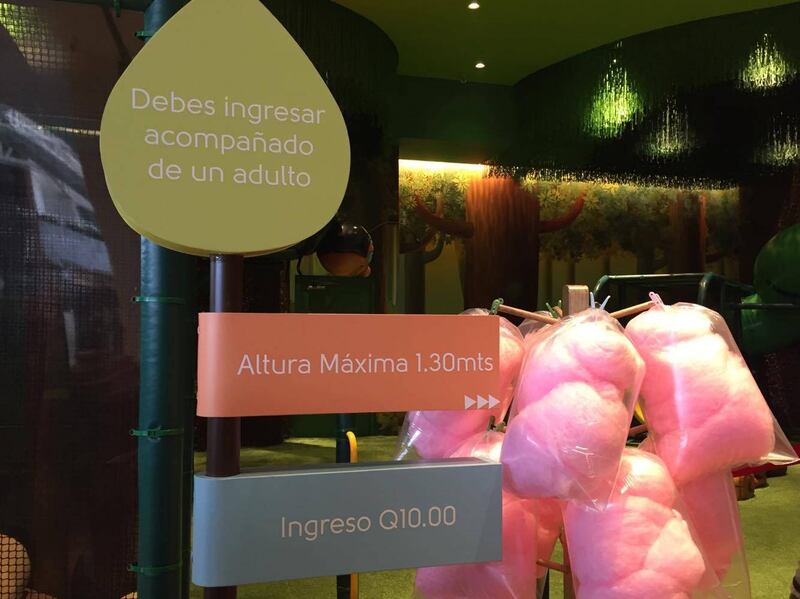 Debes ingresar
acompañado
de un adulto
Altura Máxima 1.30mts
Ingreso Q10.00